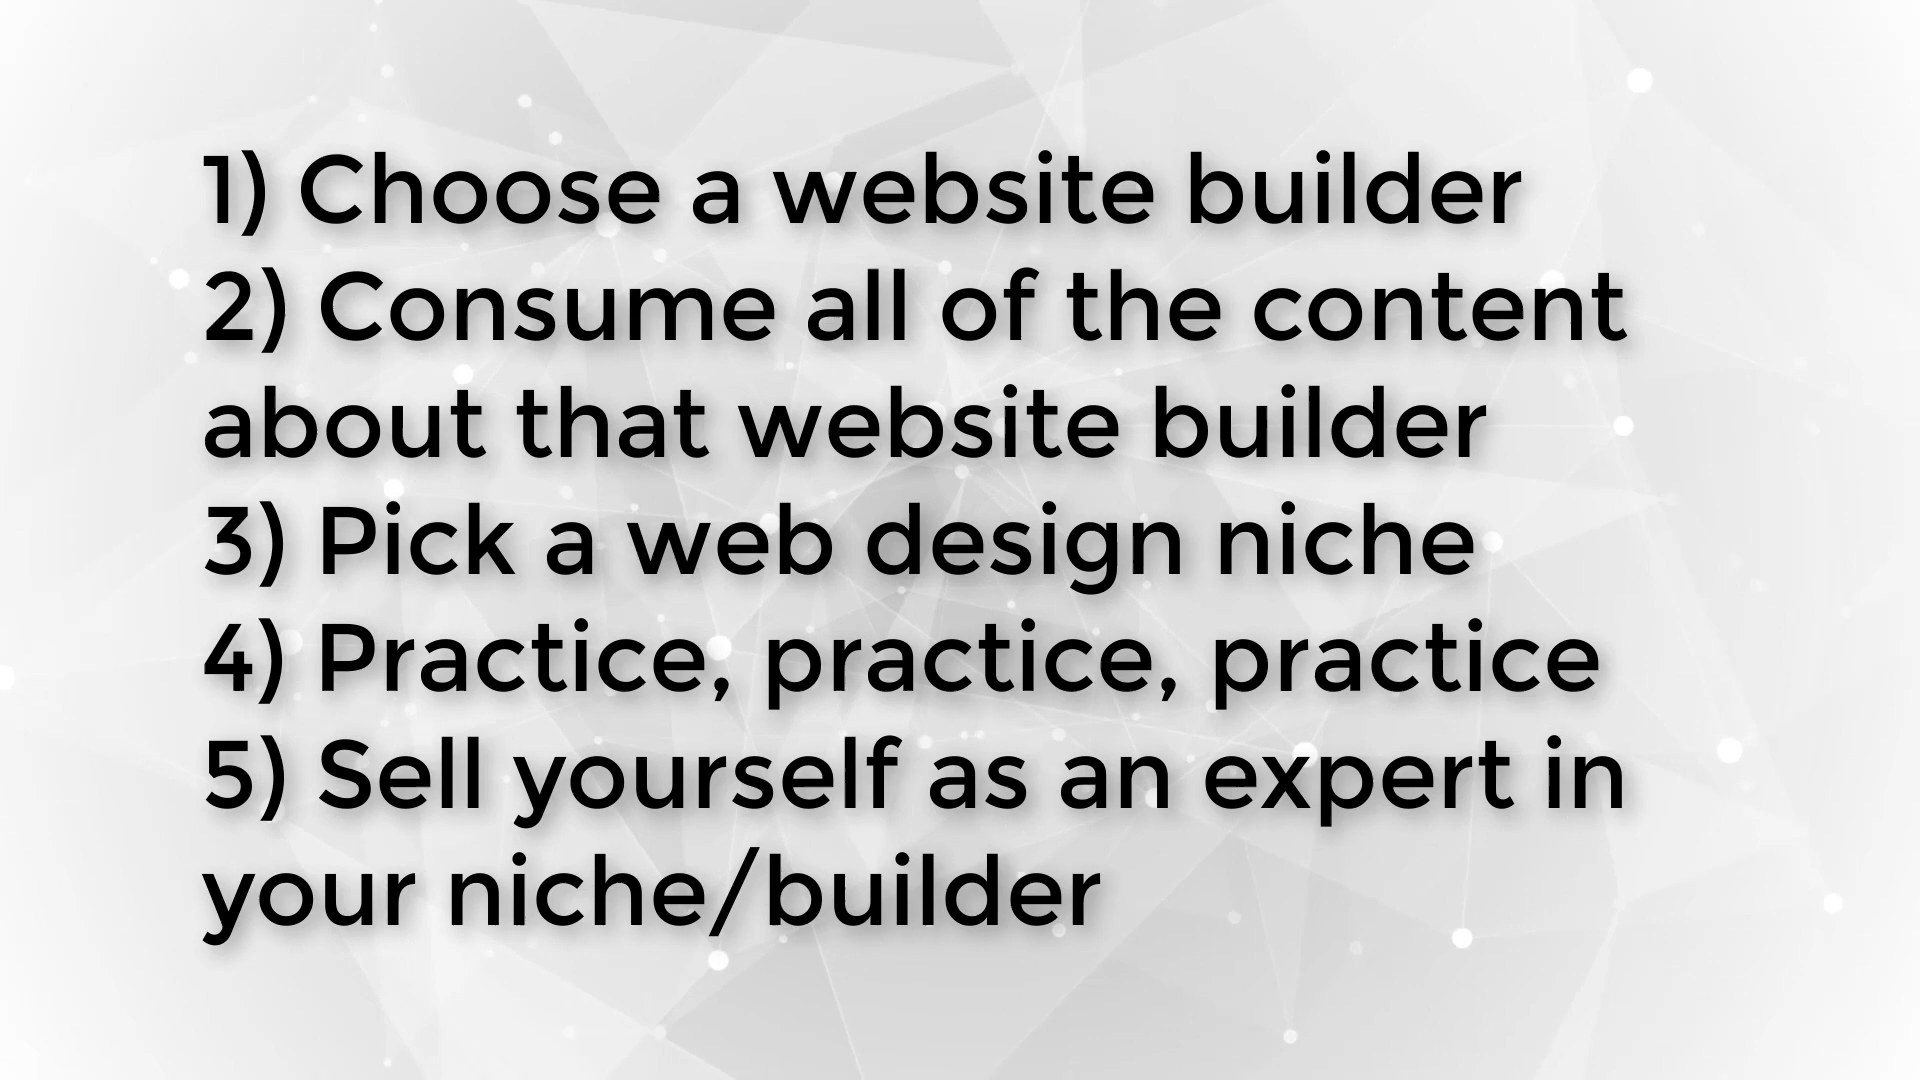 1) Choose a website builder
2) Consume all of the content
about that website builder
3) Pick a web design niche
4) Practice, practice, practice
5) Sell yourself as an expert in
your niche/builder